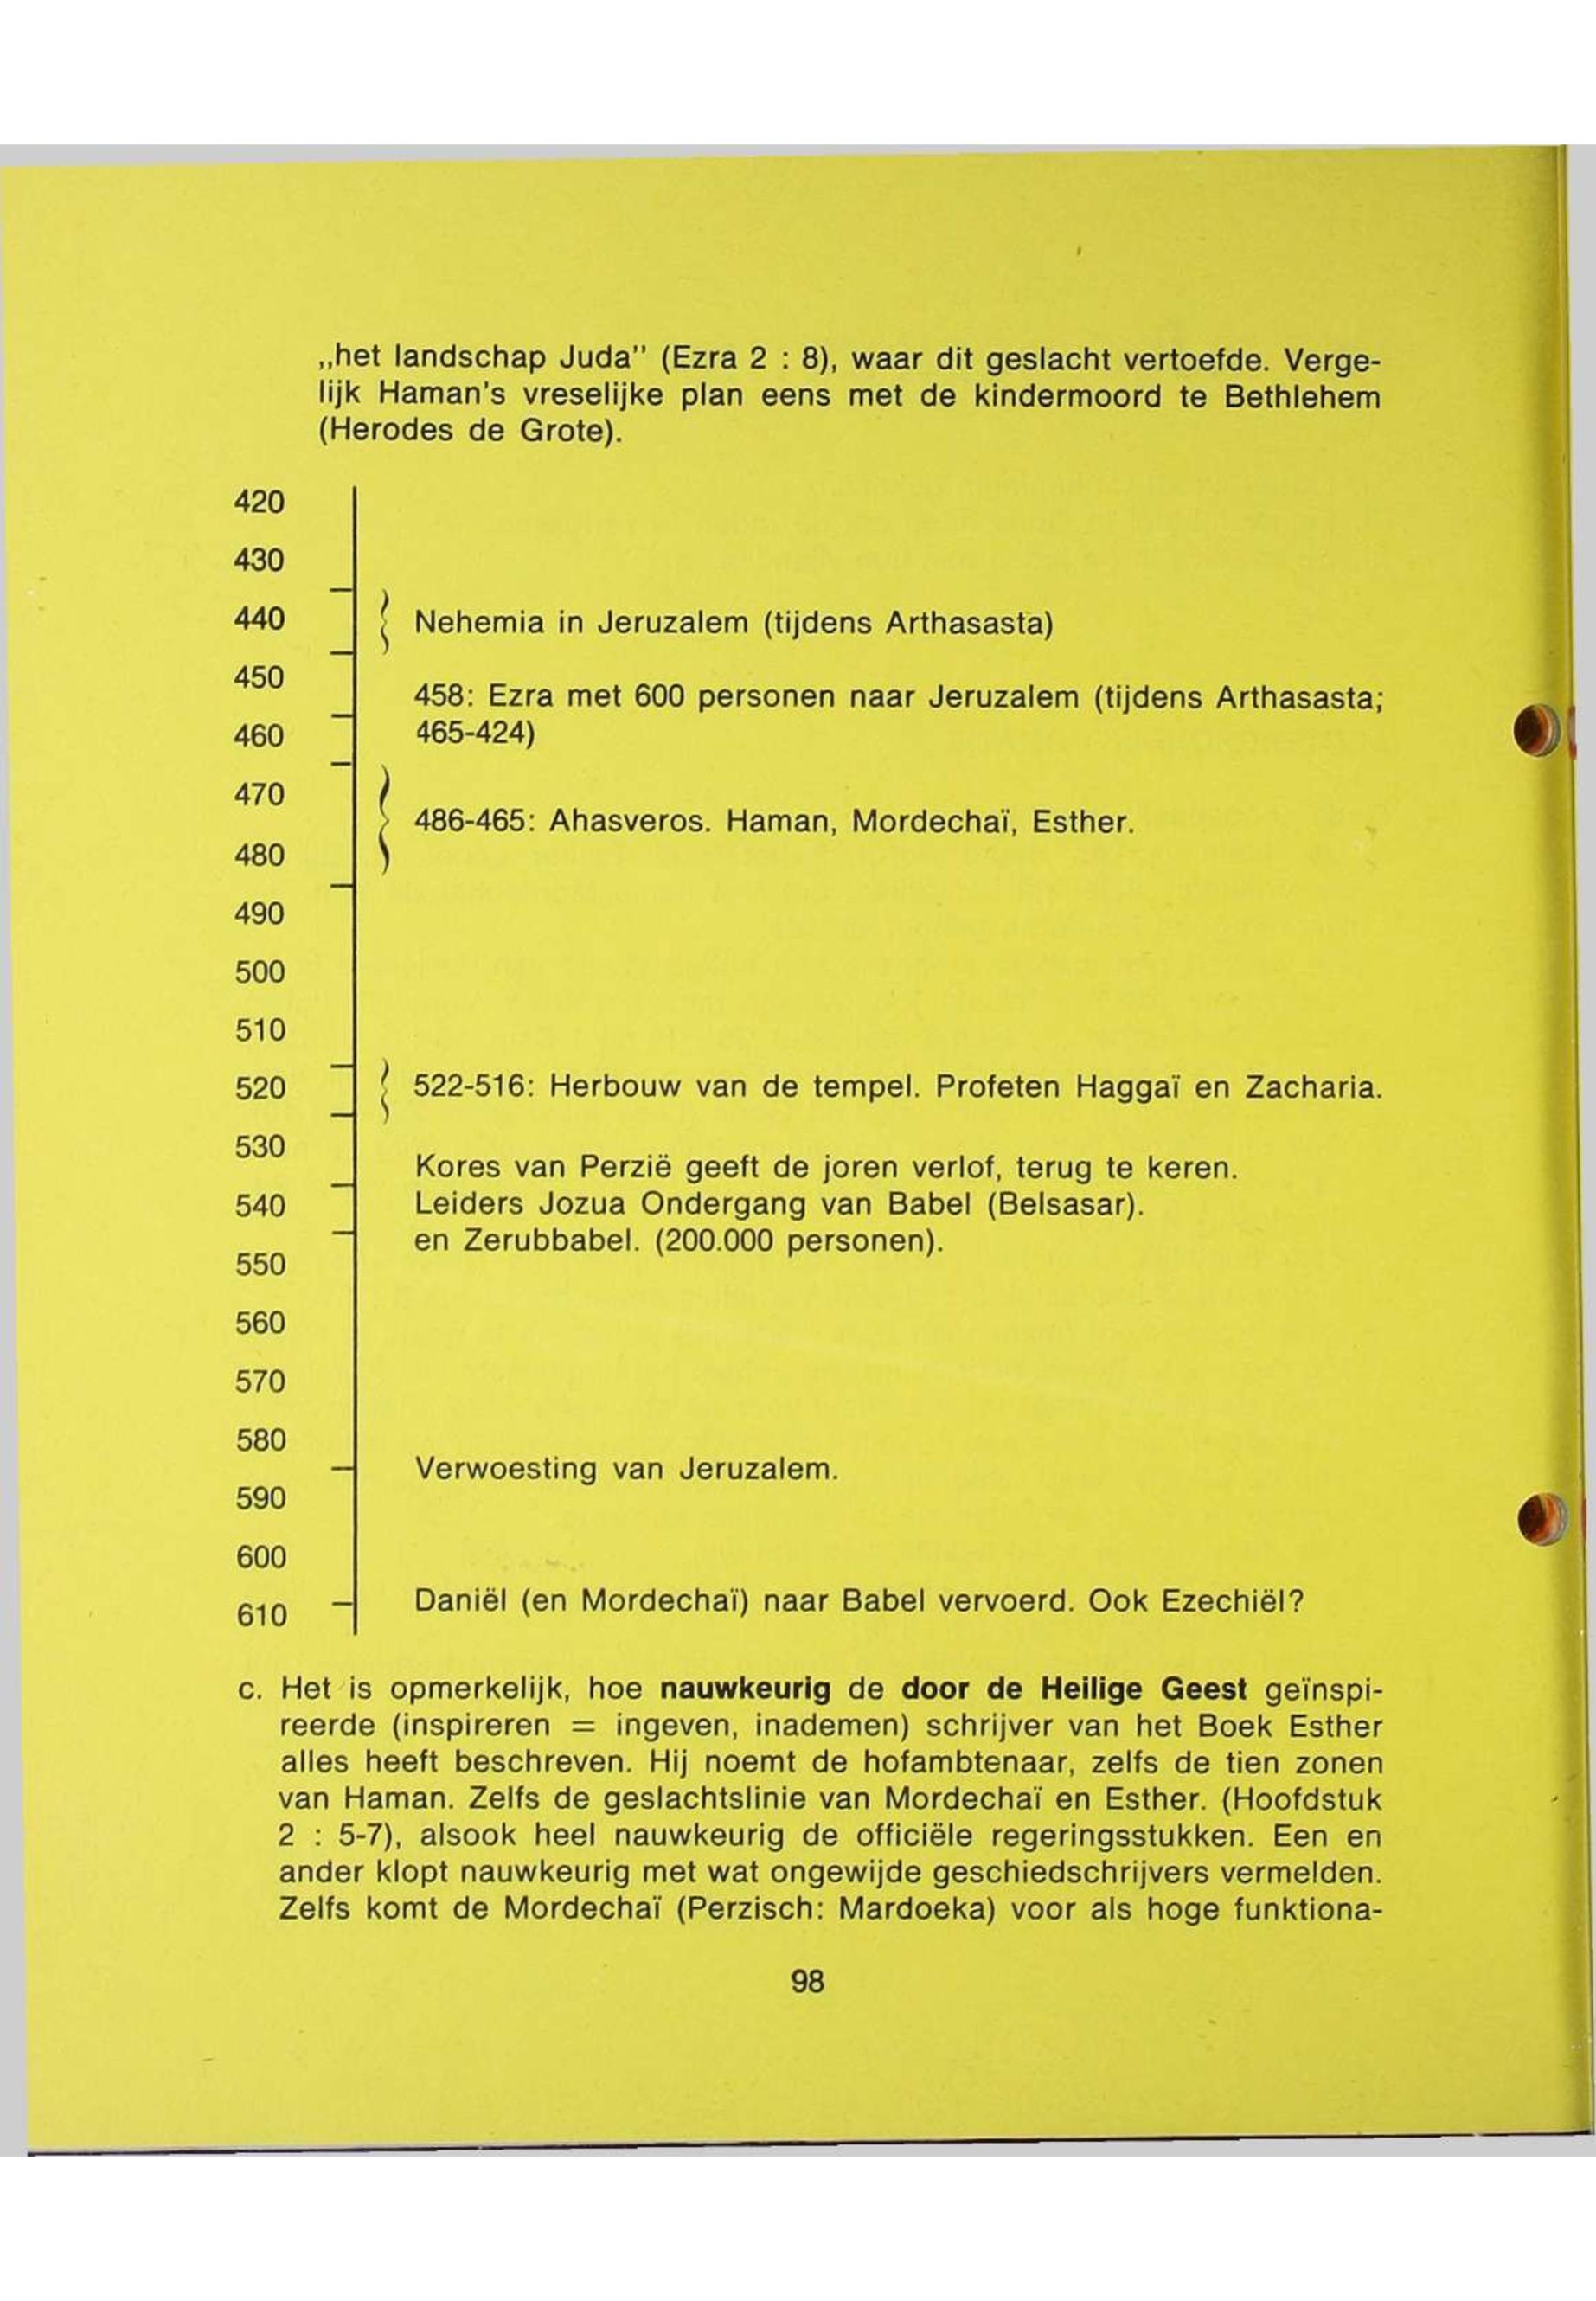 „het landschap Juda” (Ezra 2 : 8), waar dit geslacht vertoefde. Verge-
lijk Haman's vreselijke plan eens met de kindermoord te Bethlehem
(Herodes de Grote).
420
430
440 Nehemia in Jeruzalem (tijdens Arthasasta)
450
458: Ezra met 600 personen naar Jeruzalem (tijdens Arthasasta;
460 465-424)
470
486-465: Ahasveros. Haman, Mordechaï, Esther.
480
490
500
510
520 522-516: Herbouw van de tempel. Profeten Haggaï en Zacharia.
530
Kores van Perzië geeft de joren verlof, terug te keren.
540 Leiders Jozua Ondergang van Babel (Belsasar).
en Zerubbabel. (200.000 personen).
550
560
570
580
Verwoesting van Jeruzalem.
590
600
Daniël (en Mordechaï) naar Babel vervoerd. Ook Ezechiël?
610
c. Het is opmerkelijk, hoe nauwkeurig de door de Heilige Geest geïnspi-
reerde (inspireren = ingeven, inademen) schrijver van het Boek Esther
alles heeft beschreven. Hij noemt de hofambtenaar, zelfs de tien zonen
van Haman. Zelfs de geslachtslinie van Mordechaï en Esther. (Hoofdstuk
2 : 5-7), alsook heel nauwkeurig de officiële regeringsstukken. Een en
ander klopt nauwkeurig met wat ongewijde geschiedschrijvers vermelden.
Zelfs komt de Mordechaï (Perzisch: Mardoeka) voor als hoge funktiona-
98